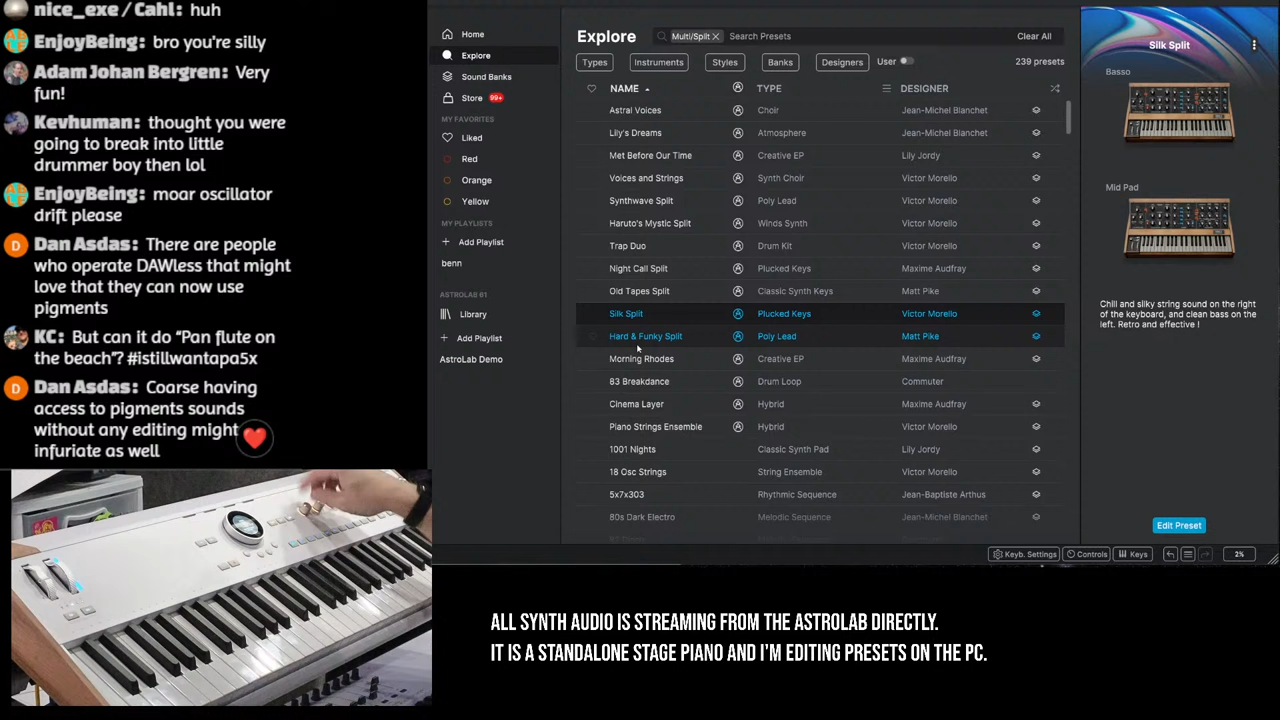 nice_exe / Cahl: huh
EnjoyBeing: bro you're silly
Adam Johan Bergren: Very
fun!
Kevhuman: thought you were
going to break into little
drummer boy then lol
EnjoyBeing: moar oscillator
drift please
Dan Asdas: There are people
who operate DAWless that might
love that they can now use
pigments
KC: But can it do “Pan flute on
the beach”? #istillwantapa5x
Dan Asdas: Coarse having
access to pigments sounds
without any editing might
infuriate as well
Home
Explore
Sound Banks
Store 99+
MY FAVORITES
Liked
Red
Orange
Yellow
MY PLAYLISTS
Add Playlist
benn
ASTROLAB 01
Library
Add Playlist
AstroLab Demo
Explore Multi/Split Search Presets Clear All
Types Instruments Styles Banks Designers User 239 presets
NAME TYPE DESIGNER
Astral Voices Choir Jean-Michel Blanchet
Lily's Dreams Atmosphere Jean-Michel Blanchet
Met Before Our Time Creative EP Lily Jordy
Voices and Strings Synth Choir Victor Morello
Synthwave Split Poly Lead Victor Morello
Haruto's Mystic Split Winds Synth Victor Morello
Trap Duo Drum Kit Victor Morello
Night Call Split Plucked Keys Maxime Audfray
Old Tapes Split Classic Synth Keys Matt Pike
Silk Split Plucked Keys Victor Morello
Hard & Funky Split Poly Lead Matt Pike
Morning Rhodes Creative EP Maxime Audfray
83 Breakdance Drum Loop Commuter
Cinema Layer Hybrid Maxime Audfray
Piano Strings Ensemble Hybrid Victor Morello
1001 Nights Classic Synth Pad Lily Jordy
18 Osc Strings String Ensemble Victor Morello
5x7x303 Rhythmic Sequence Jean-Baptiste Arthus
80s Dark Electro Melodic Sequence Jean-Michel Blanchet
Silk Split
Basso
Mid Pad
Chill and silky string sound on the right
of the keyboard, and clean bass on the
left. Retro and effective !
Edit Preset
Keyb. Settings Controls Keys 2%
ALL SYNTH AUDIO IS STREAMING FROM THE ASTROLAB DIRECTLY.
IT IS A STANDALONE STAGE PIANO AND I'M EDITING PRESETS ON THE PC.